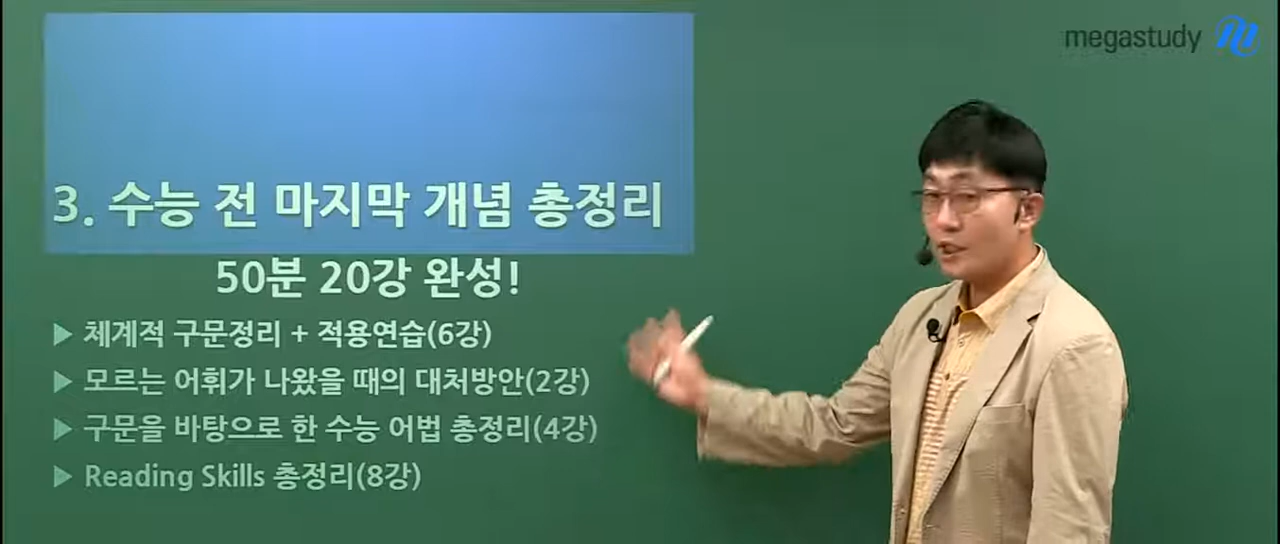 megastudy
3. 수능 전 마지막 개념 총정리
50분 20강 완성!
▶ 체계적 구문정리 + 적용연습(6강)
▶ 모르는 어휘가 나왔을 때의 대처방안(2강)
▶ 구문을 바탕으로 한 수능 어법 총정리(4강)
▶ Reading Skills 총정리(8강)